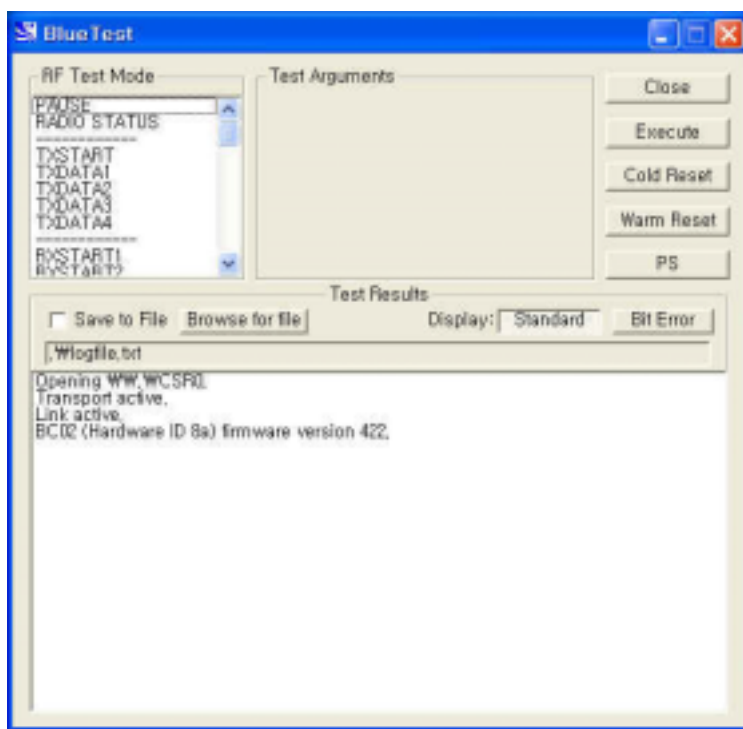 BlueTest
RF Test Mode
PAUSE
RADIO STATUS
------------
TXSTART
TXDATA1
TXDATA2
TXDATA3
TXDATA4
------------
RXSTART1
RXSTART2
Test Arguments
Close
Execute
Cold Reset
Warm Reset
PS
Test Results
Save to File
Browse for file
Display:
Standard
Bit Error
.₩logfile.txt
Opening ₩₩.₩CSR0.
Transport active.
Link active.
BC02 (Hardware ID 8a) firmware version 422.